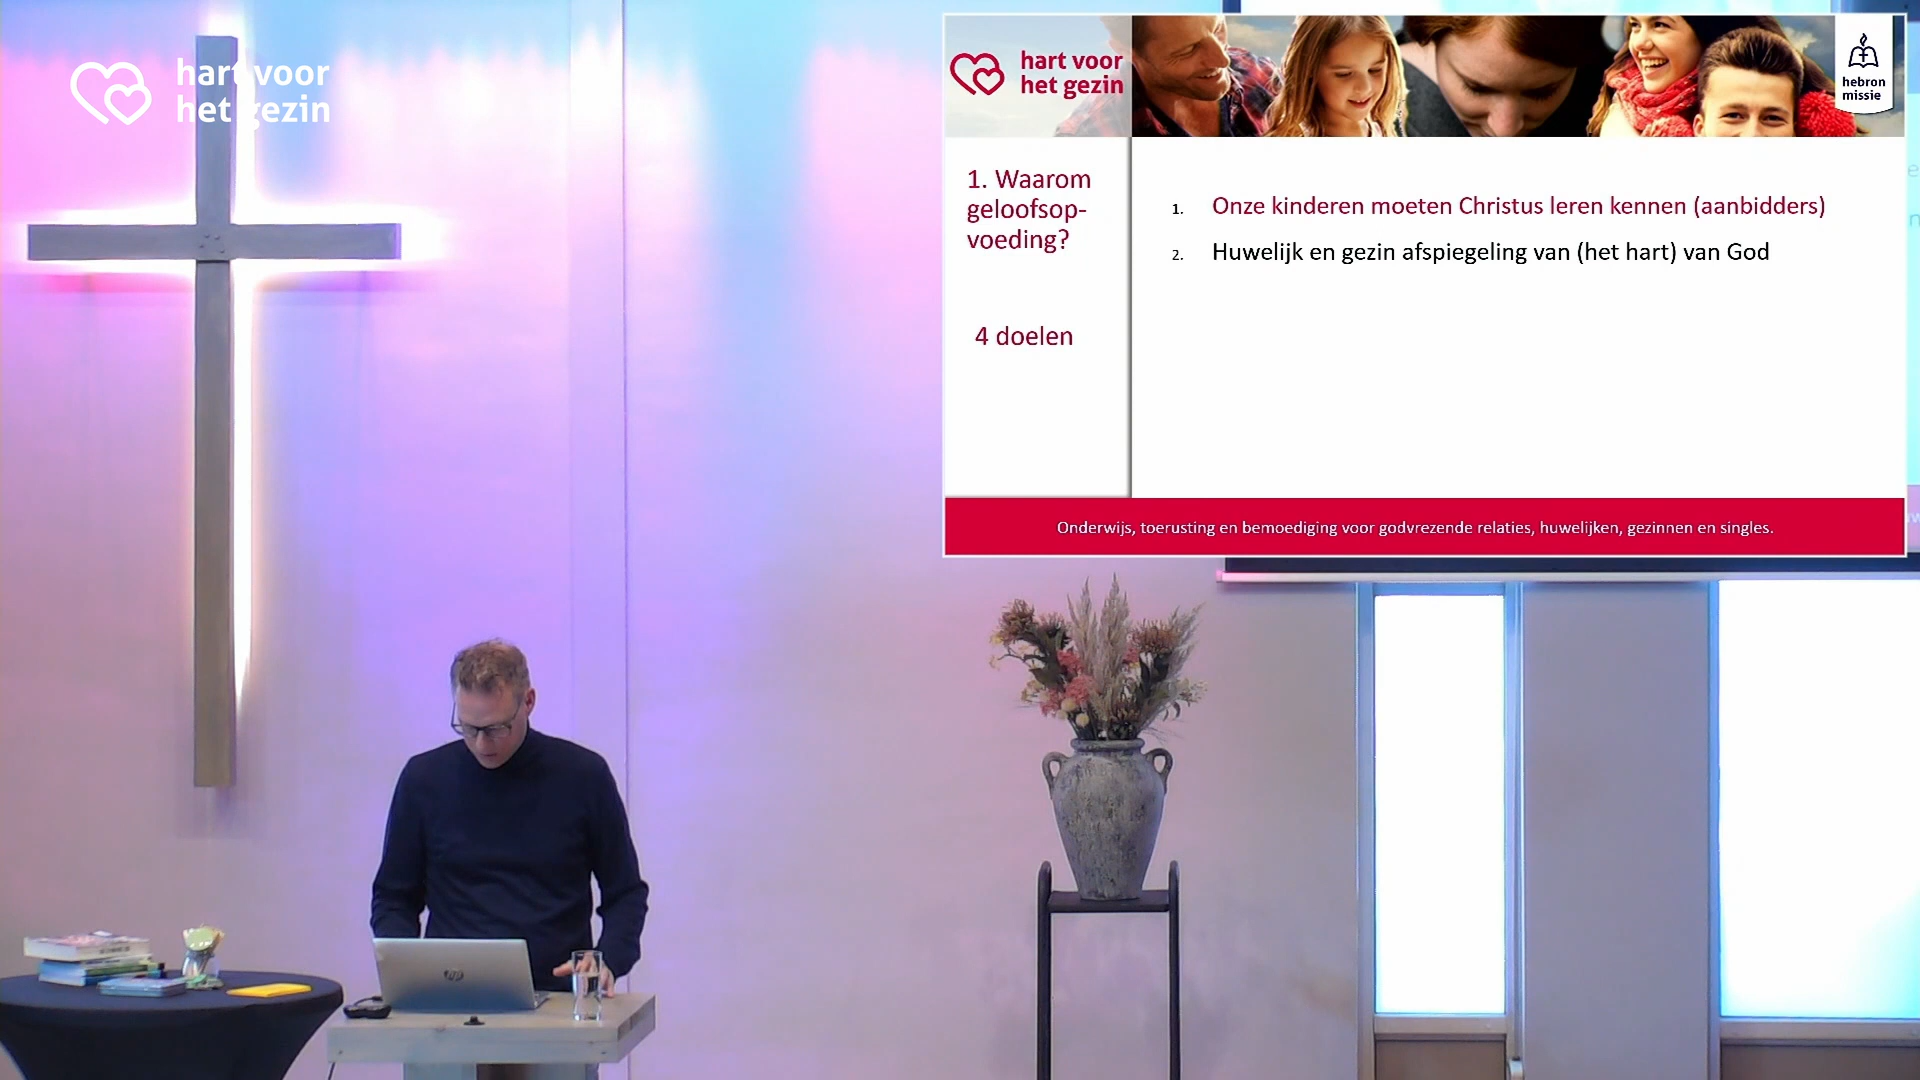 hart voor
het gezin
hart voor
het gezin
hebron
missie
1. Waarom
geloofsop-
voeding?
4 doelen
1. Onze kinderen moeten Christus leren kennen (aanbidders)
2. Huwelijk en gezin afspiegeling van (het hart) van God
Onderwijs, toerusting en bemoediging voor godvrezende relaties, huwelijken, gezinnen en singles.
hp